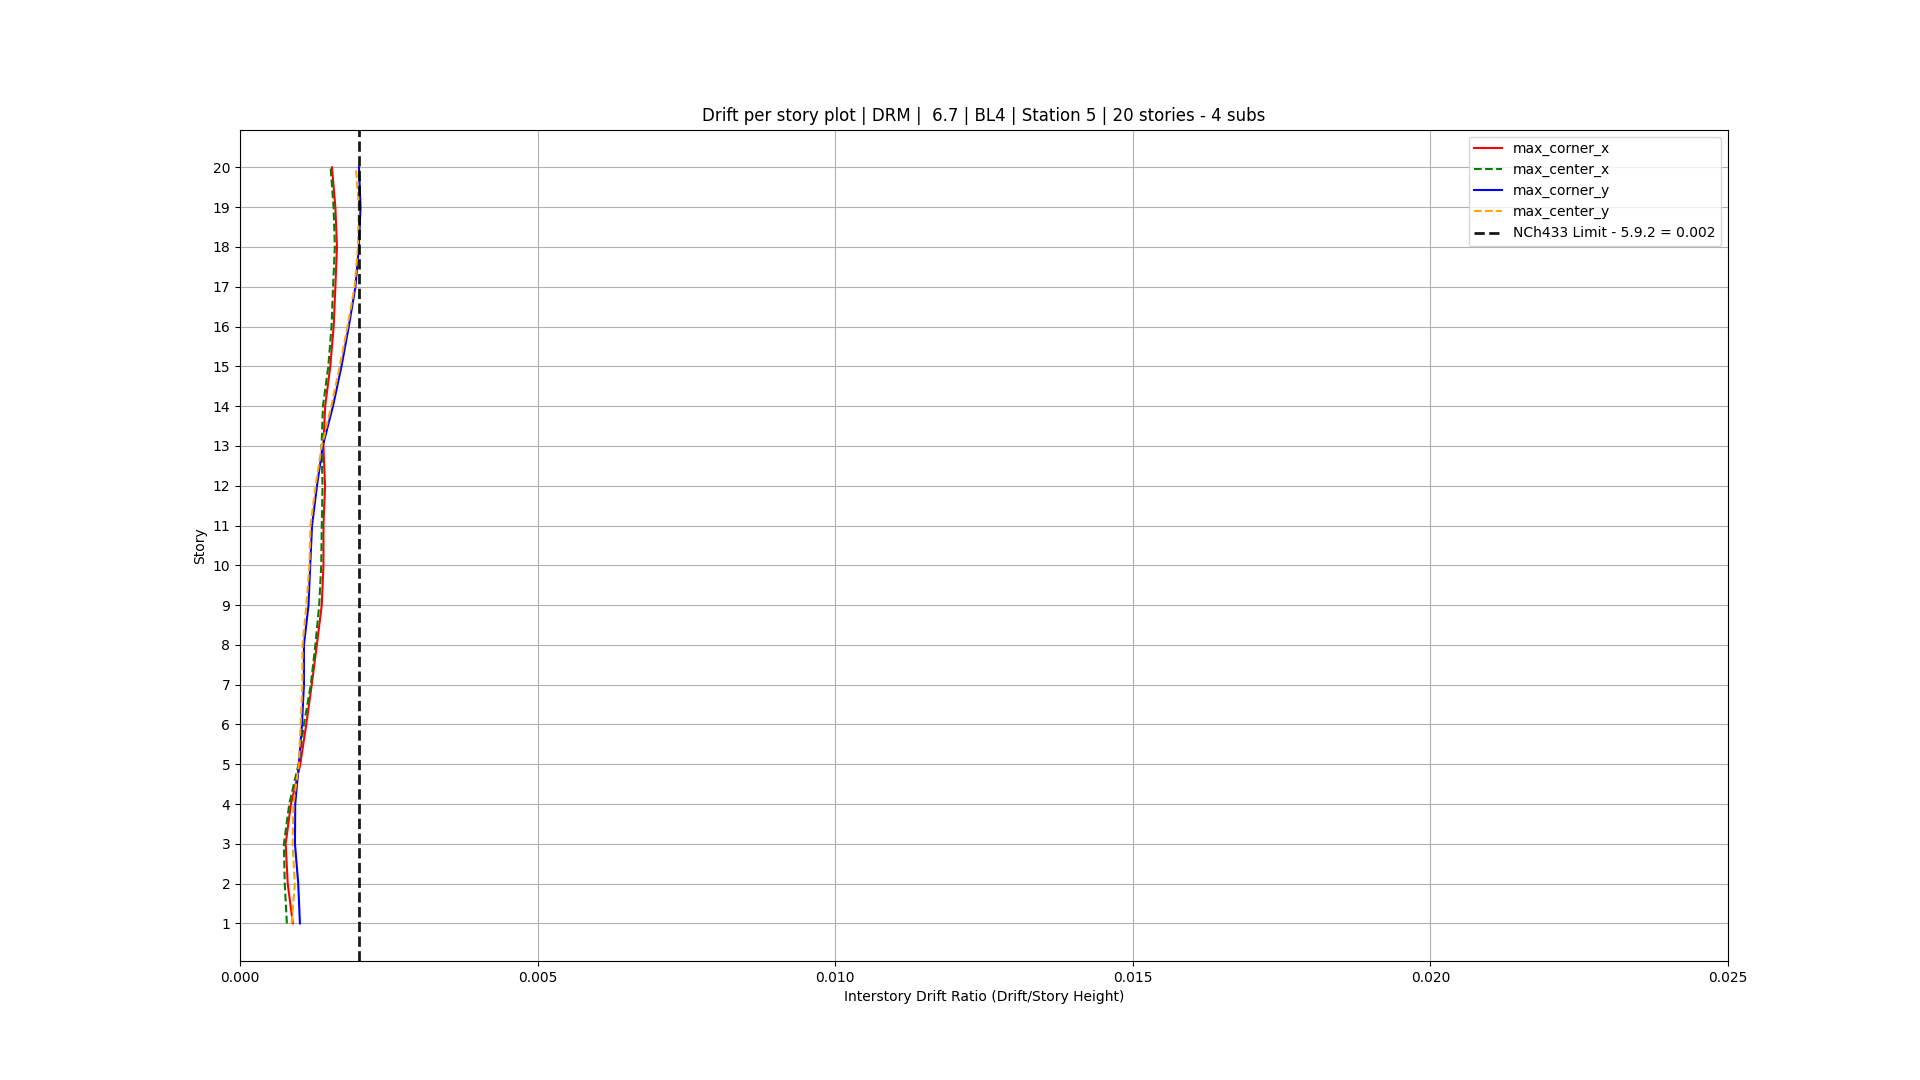 Drift per story plot | DRM |  6.7 | BL4 | Station 5 | 20 stories - 4 subs
max_corner_x
max_center_x
max_corner_y
max_center_y
NCh433 Limit - 5.9.2 = 0.002
20
19
18
17
16
15
14
13
12
11
10
9
8
7
6
5
4
3
2
1
Story
0.000 0.005 0.010 0.015 0.020 0.025
Interstory Drift Ratio (Drift/Story Height)